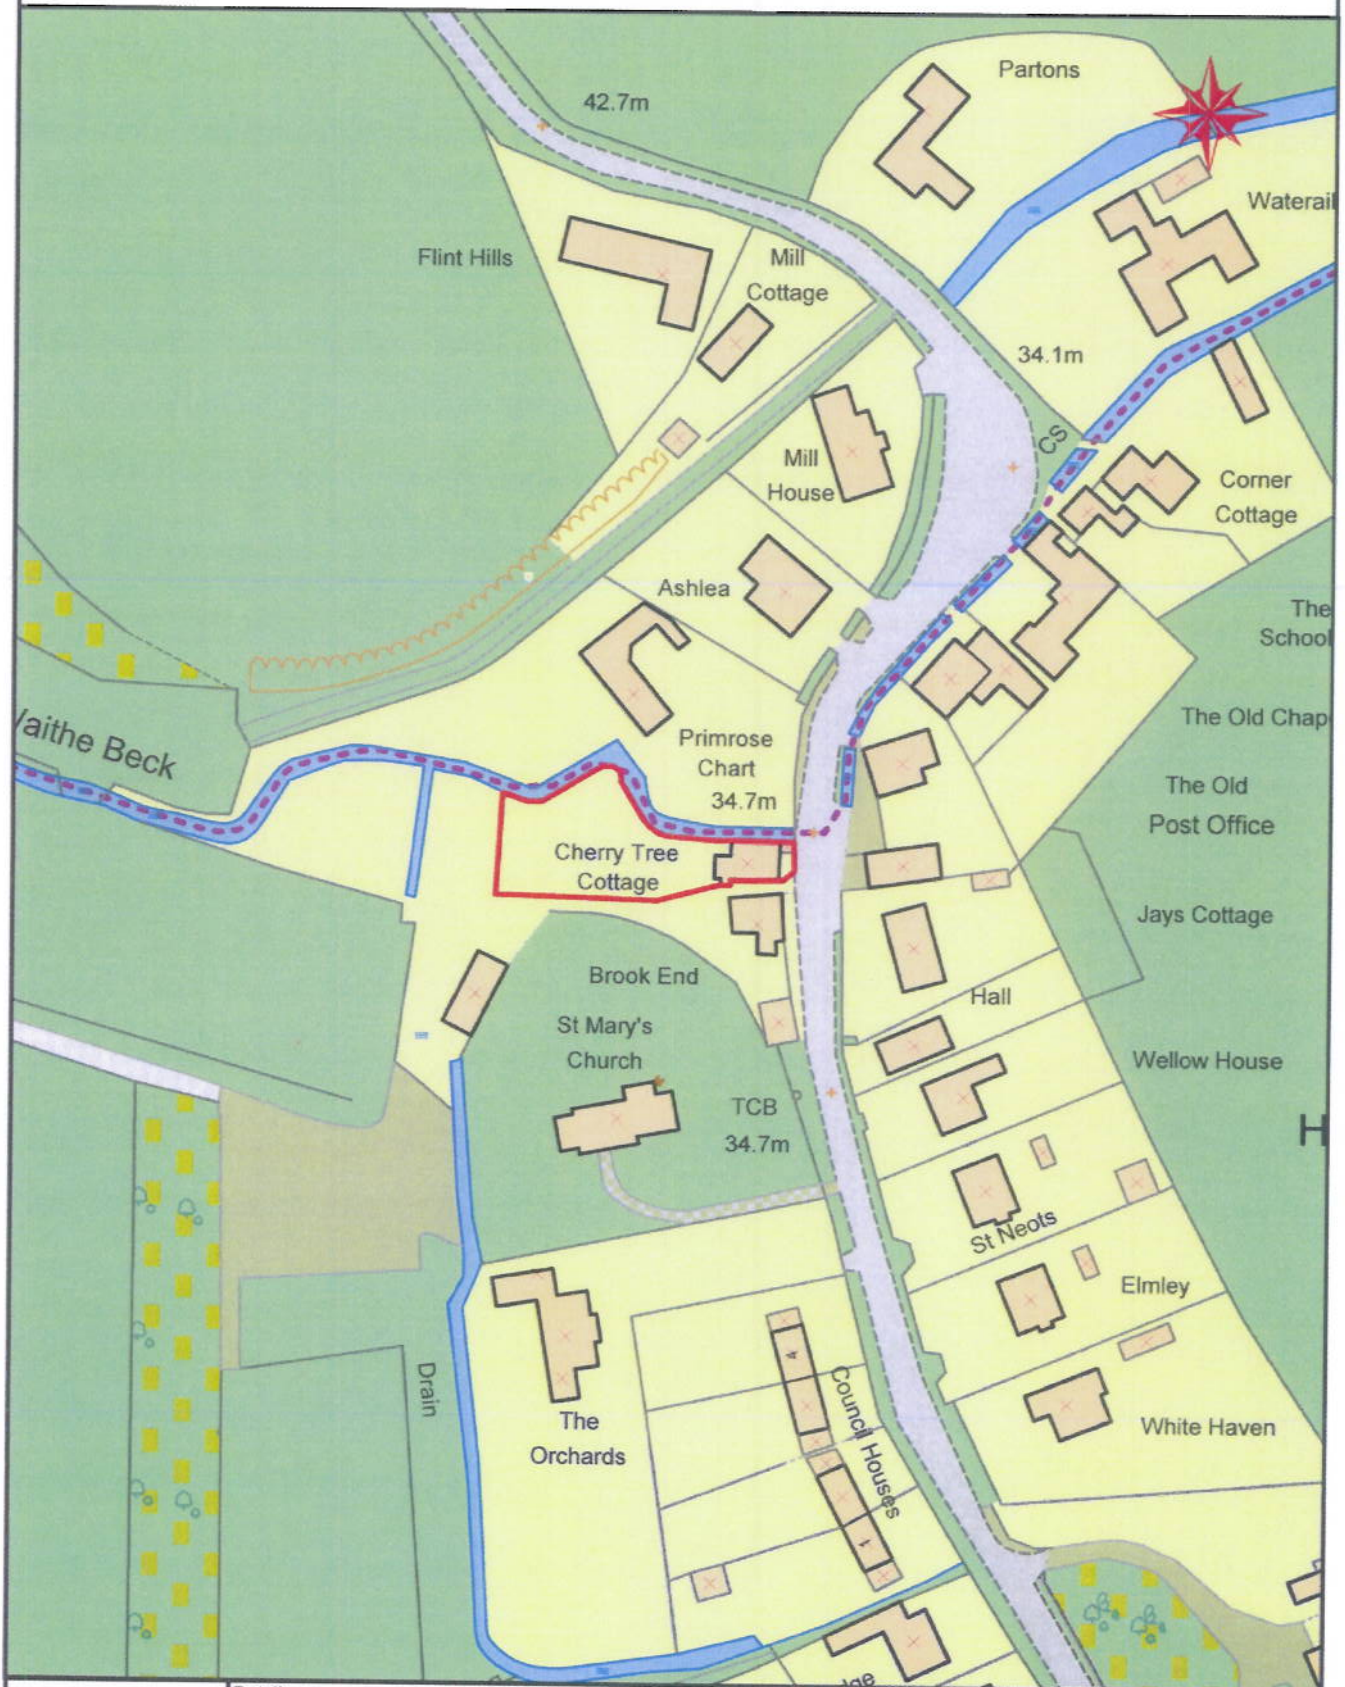 Partons
42.7m
Waterail
Flint Hills
Mill
Cottage
34.1m
CS
Mill
House
Corner
Cottage
Ashlea
The
School
The Old Chap
aithe Beck
Primrose
Chart
34.7m
The Old
Post Office
Cherry Tree
Cottage
Jays Cottage
Brook End
Hall
St Mary's
Church
Wellow House
TCB
34.7m
H
St Neots
Elmley
4
Drain
Council Houses
The
Orchards
White Haven
1